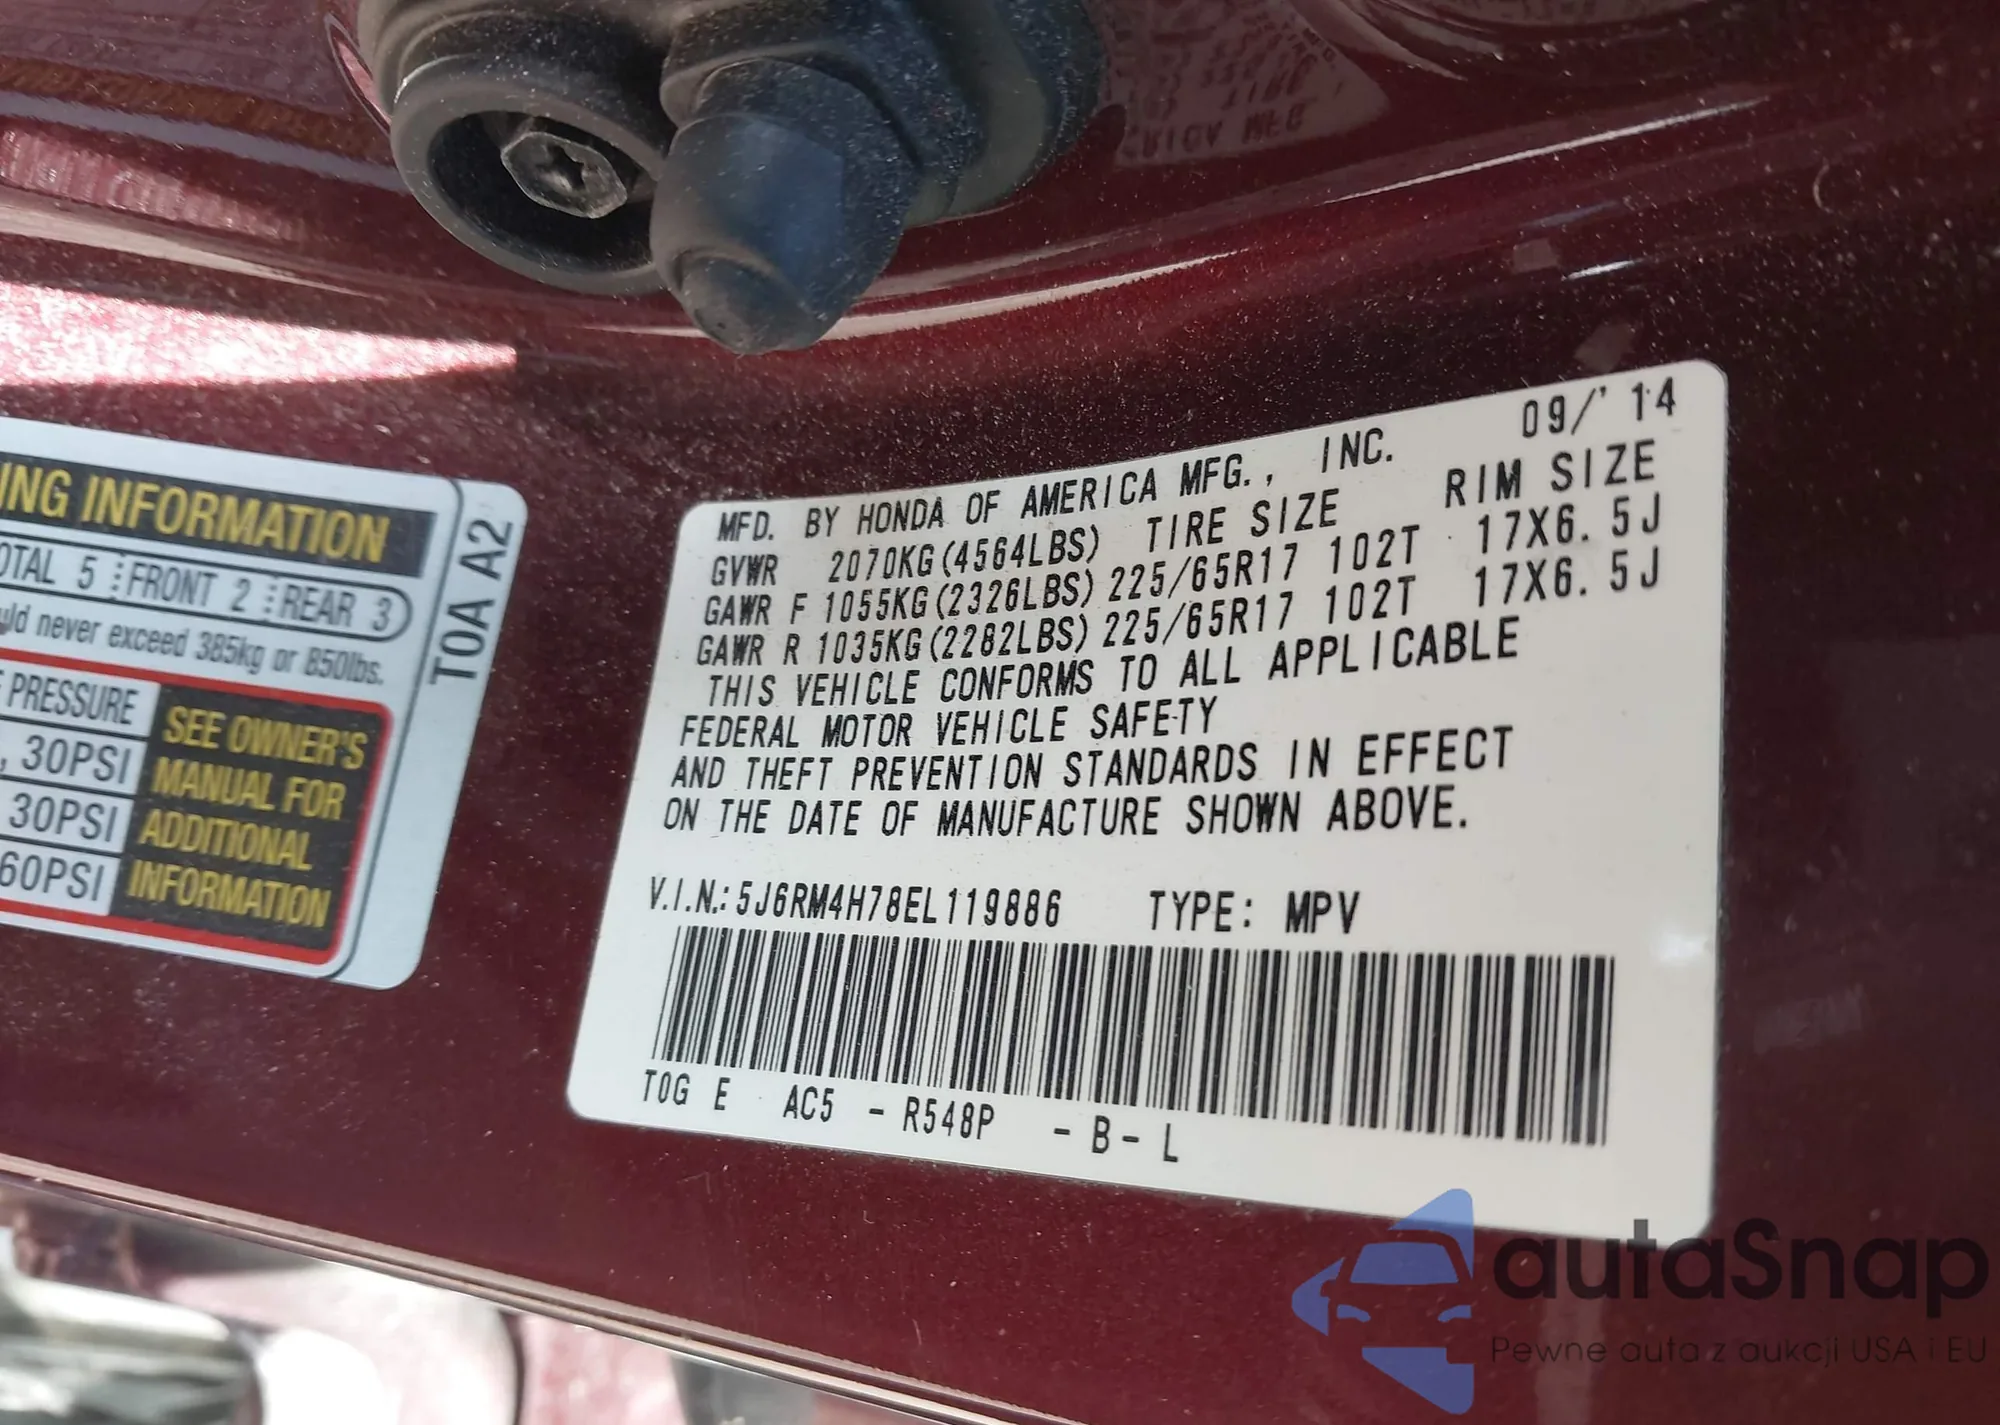 ING INFORMATION
OTAL 5 FRONT 2 REAR 3
uld never exceed 385kg or 850lbs.
PRESSURE
, 30PSI
30PSI
60PSI
SEE OWNER'S
MANUAL FOR
ADDITIONAL
INFORMATION
T0A A2
MFD. BY HONDA OF AMERICA MFG., INC. 09/'14
GVWR 2070KG(4564LBS) TIRE SIZE RIM SIZE
GAWR F 1055KG(2326LBS) 225/65R17 102T 17X6.5J
GAWR R 1035KG(2282LBS) 225/65R17 102T 17X6.5J
THIS VEHICLE CONFORMS TO ALL APPLICABLE
FEDERAL MOTOR VEHICLE SAFETY
AND THEFT PREVENTION STANDARDS IN EFFECT
ON THE DATE OF MANUFACTURE SHOWN ABOVE.
V.I.N.: 5J6RM4H78EL119886 TYPE: MPV
T0G E AC5 - R548P - B - L
autaSnap
Pewne auta z aukcji USA i EU